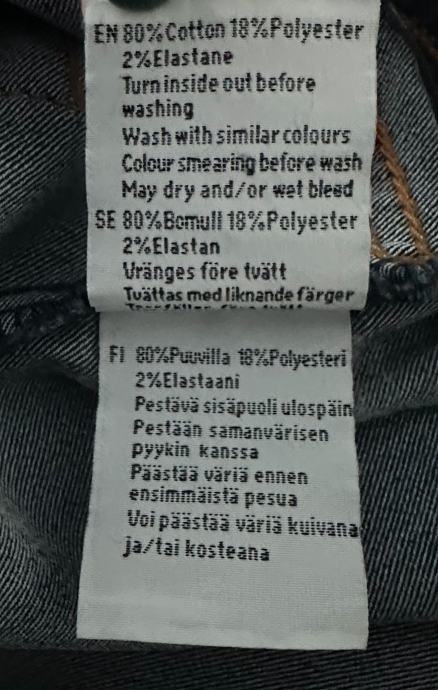 EN 80%Cotton 18%Polyester
2%Elastane
Turn inside out before
washing
Wash with similar colours
Colour smearing before wash
May dry and/or wet bleed
SE 80%Bomull 18%Polyester
2%Elastan
Vränges före tvätt
Tvättas med liknande färger
FI 80%Puuvilla 18%Polyesteri
2%Elastaani
Pestävä sisäpuoli ulospäin
Pestään samanvärisen
pyykin kanssa
Päästää väriä ennen
ensimmäistä pesua
Voi päästää väriä kuivana
ja/tai kosteana